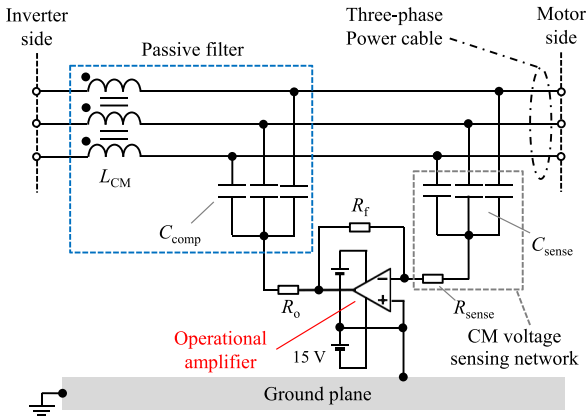 Inverter
side
Passive filter
Three-phase
Power cable
Motor
side
L_CM
C_comp
R_f
C_sense
R_o
R_sense
Operational
amplifier
15 V
CM voltage
sensing network
Ground plane